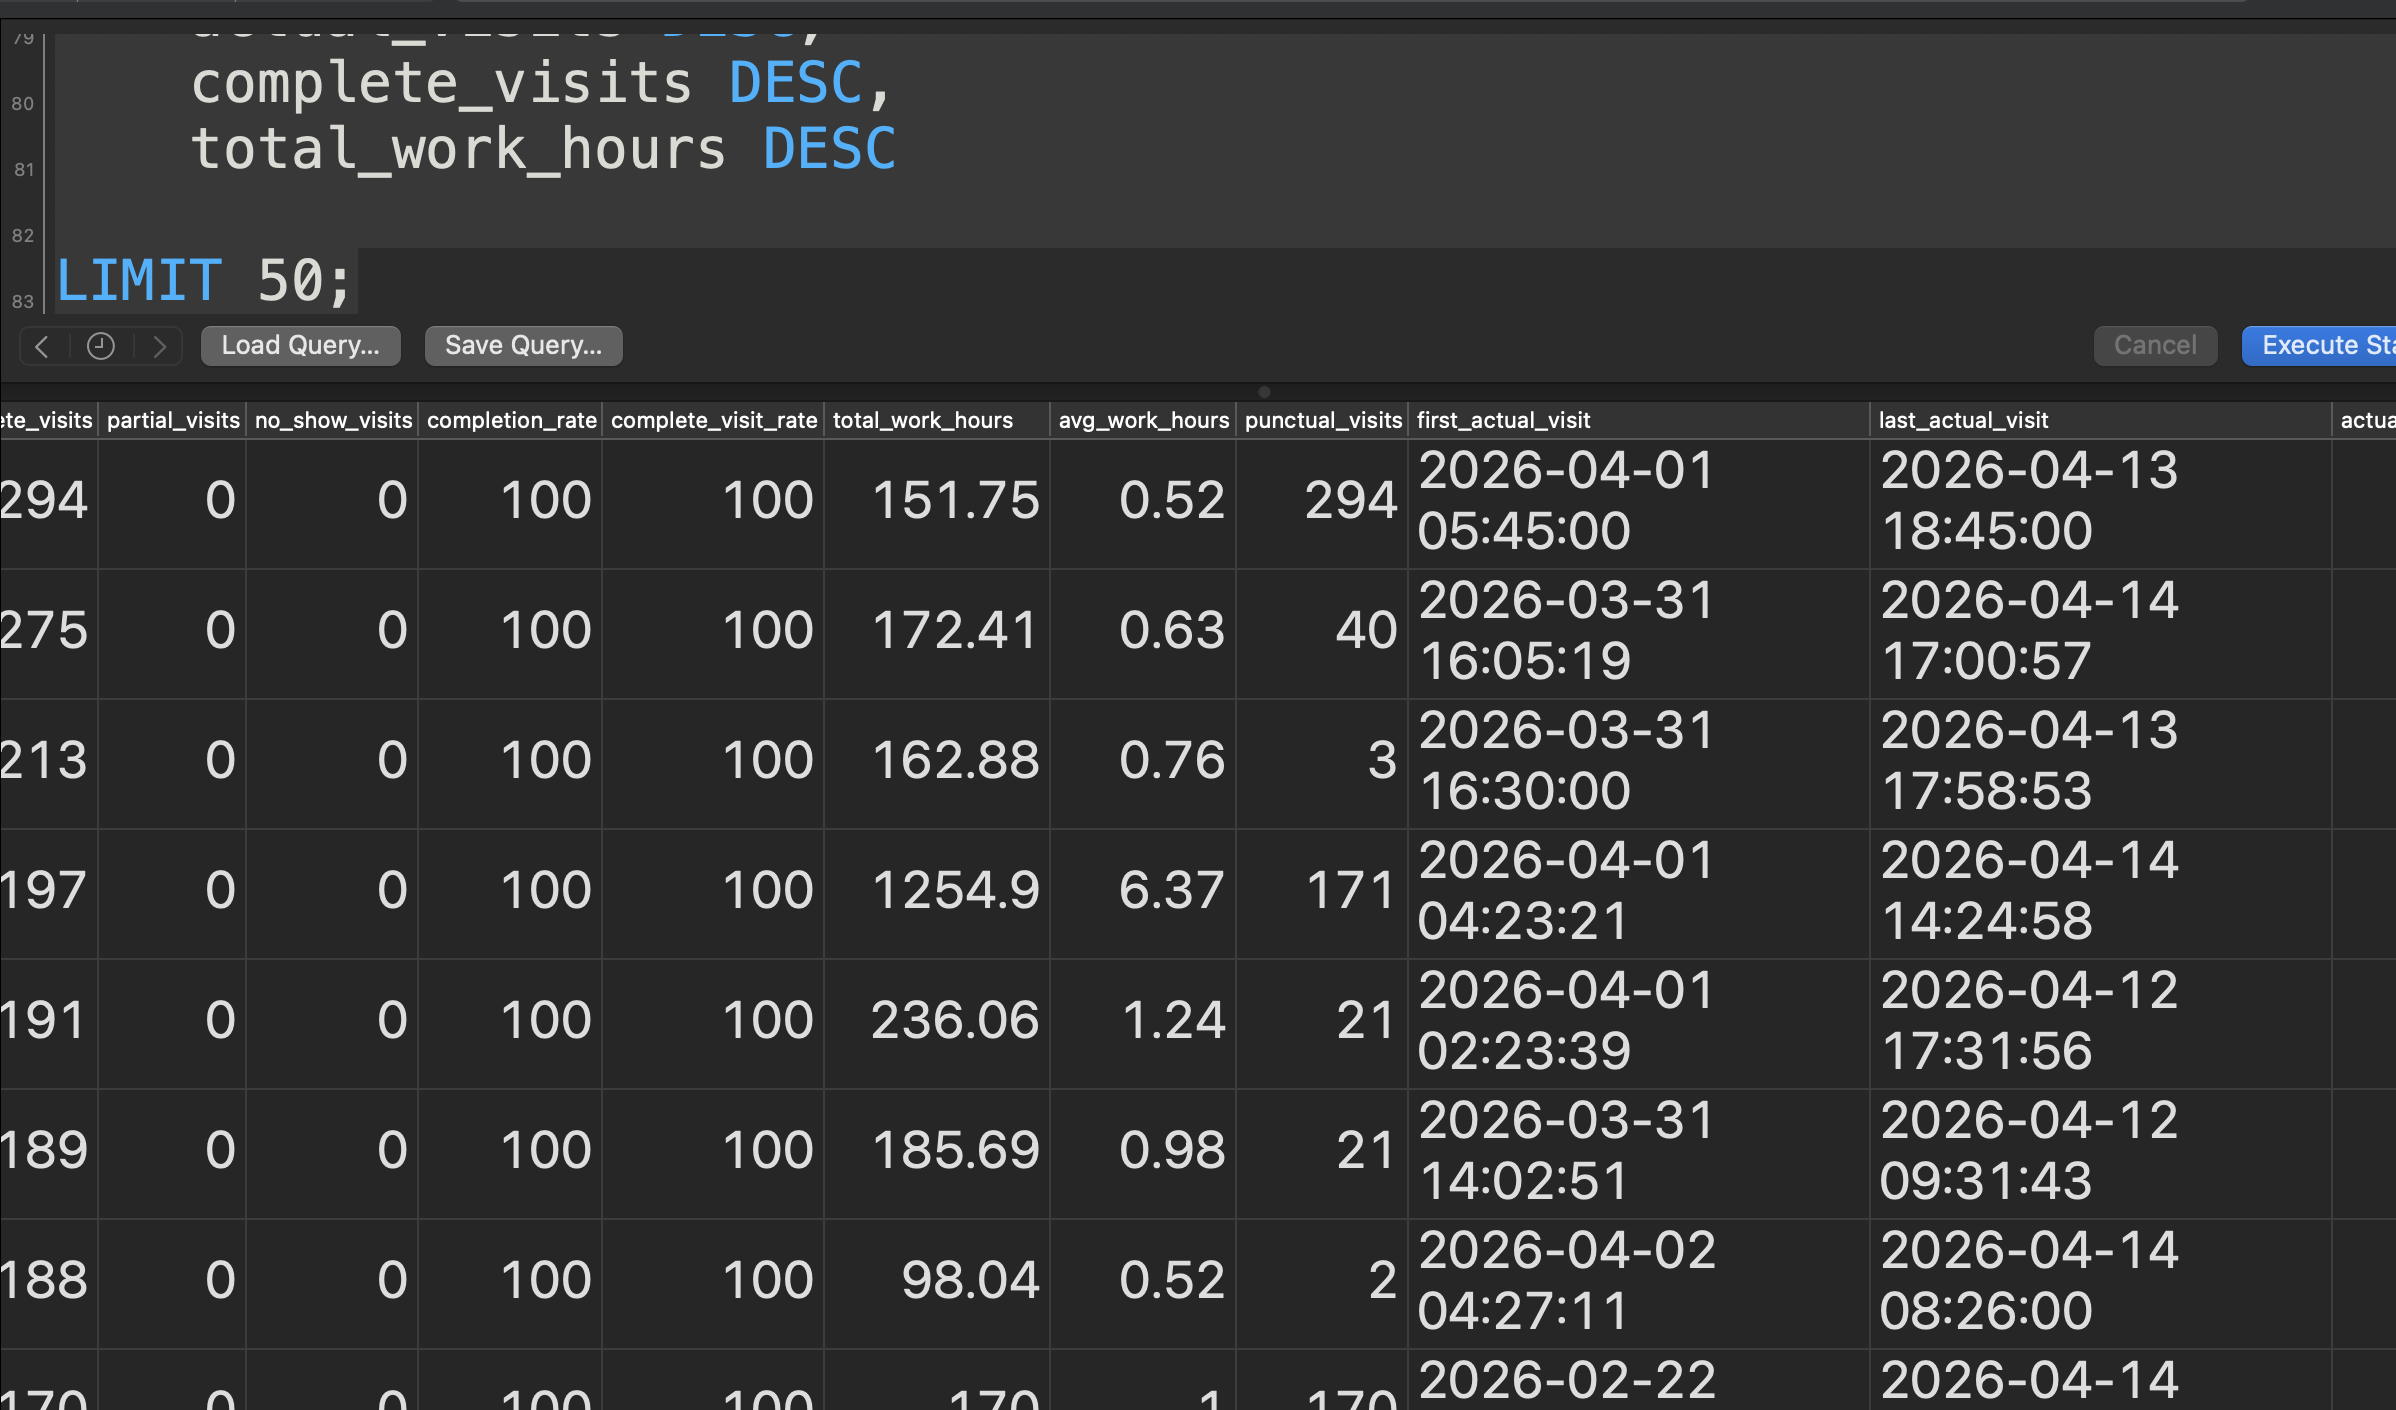 79
actual_visits DESC,
80
complete_visits DESC,
81
total_work_hours DESC
82
83
LIMIT 50;
Load Query... Save Query... Cancel Execute
partial_visits no_show_visits completion_rate complete_visit_rate total_work_hours avg_work_hours punctual_visits first_actual_visit last_actual_visit
294 0 0 100 100 151.75 0.52 294 2026-04-01 05:45:00 2026-04-13 18:45:00
275 0 0 100 100 172.41 0.63 40 2026-03-31 16:05:19 2026-04-14 17:00:57
213 0 0 100 100 162.88 0.76 3 2026-03-31 16:30:00 2026-04-13 17:58:53
197 0 0 100 100 1254.9 6.37 171 2026-04-01 04:23:21 2026-04-14 14:24:58
191 0 0 100 100 236.06 1.24 21 2026-04-01 02:23:39 2026-04-12 17:31:56
189 0 0 100 100 185.69 0.98 21 2026-03-31 14:02:51 2026-04-12 09:31:43
188 0 0 100 100 98.04 0.52 2 2026-04-02 04:27:11 2026-04-14 08:26:00
170 0 0 100 100 170 1 170 2026-02-22 2026-04-14